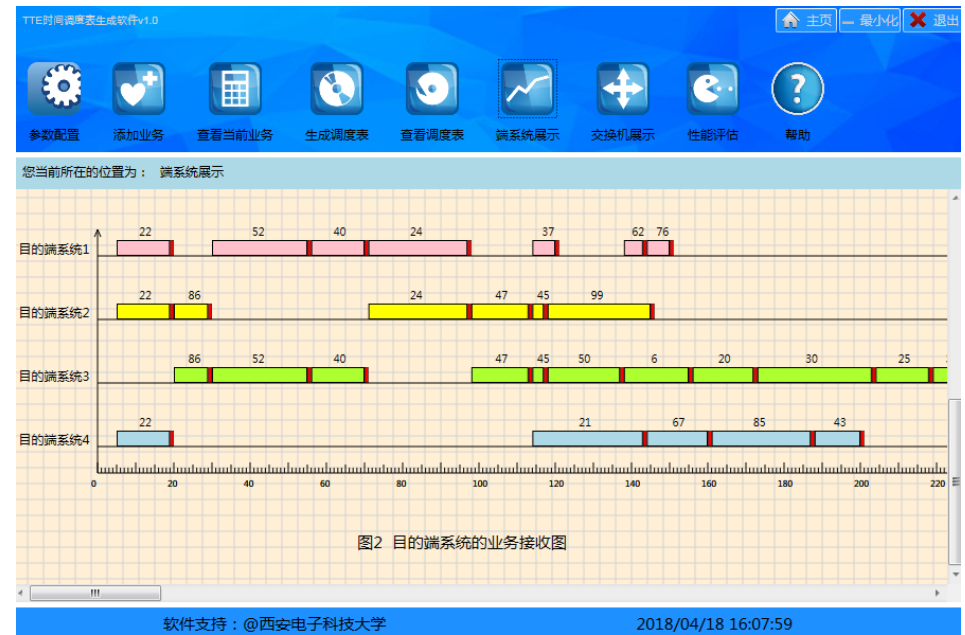 TTE时间调度表生成软件v1.0
主页 最小化 退出
参数配置 添加业务 查看当前业务 生成调度表 查看调度表 端系统展示 交换机展示 性能评估 帮助
您当前所在的位置为： 端系统展示
22 52 40 24 37 62 76
目的端系统1
22 86 24 47 45 99
目的端系统2
86 52 40 47 45 50 6 20 30 25
目的端系统3
22 21 67 85 43
目的端系统4
0 20 40 60 80 100 120 140 160 180 200 220
图2 目的端系统的业务接收图
软件支持：@西安电子科技大学 2018/04/18 16:07:59